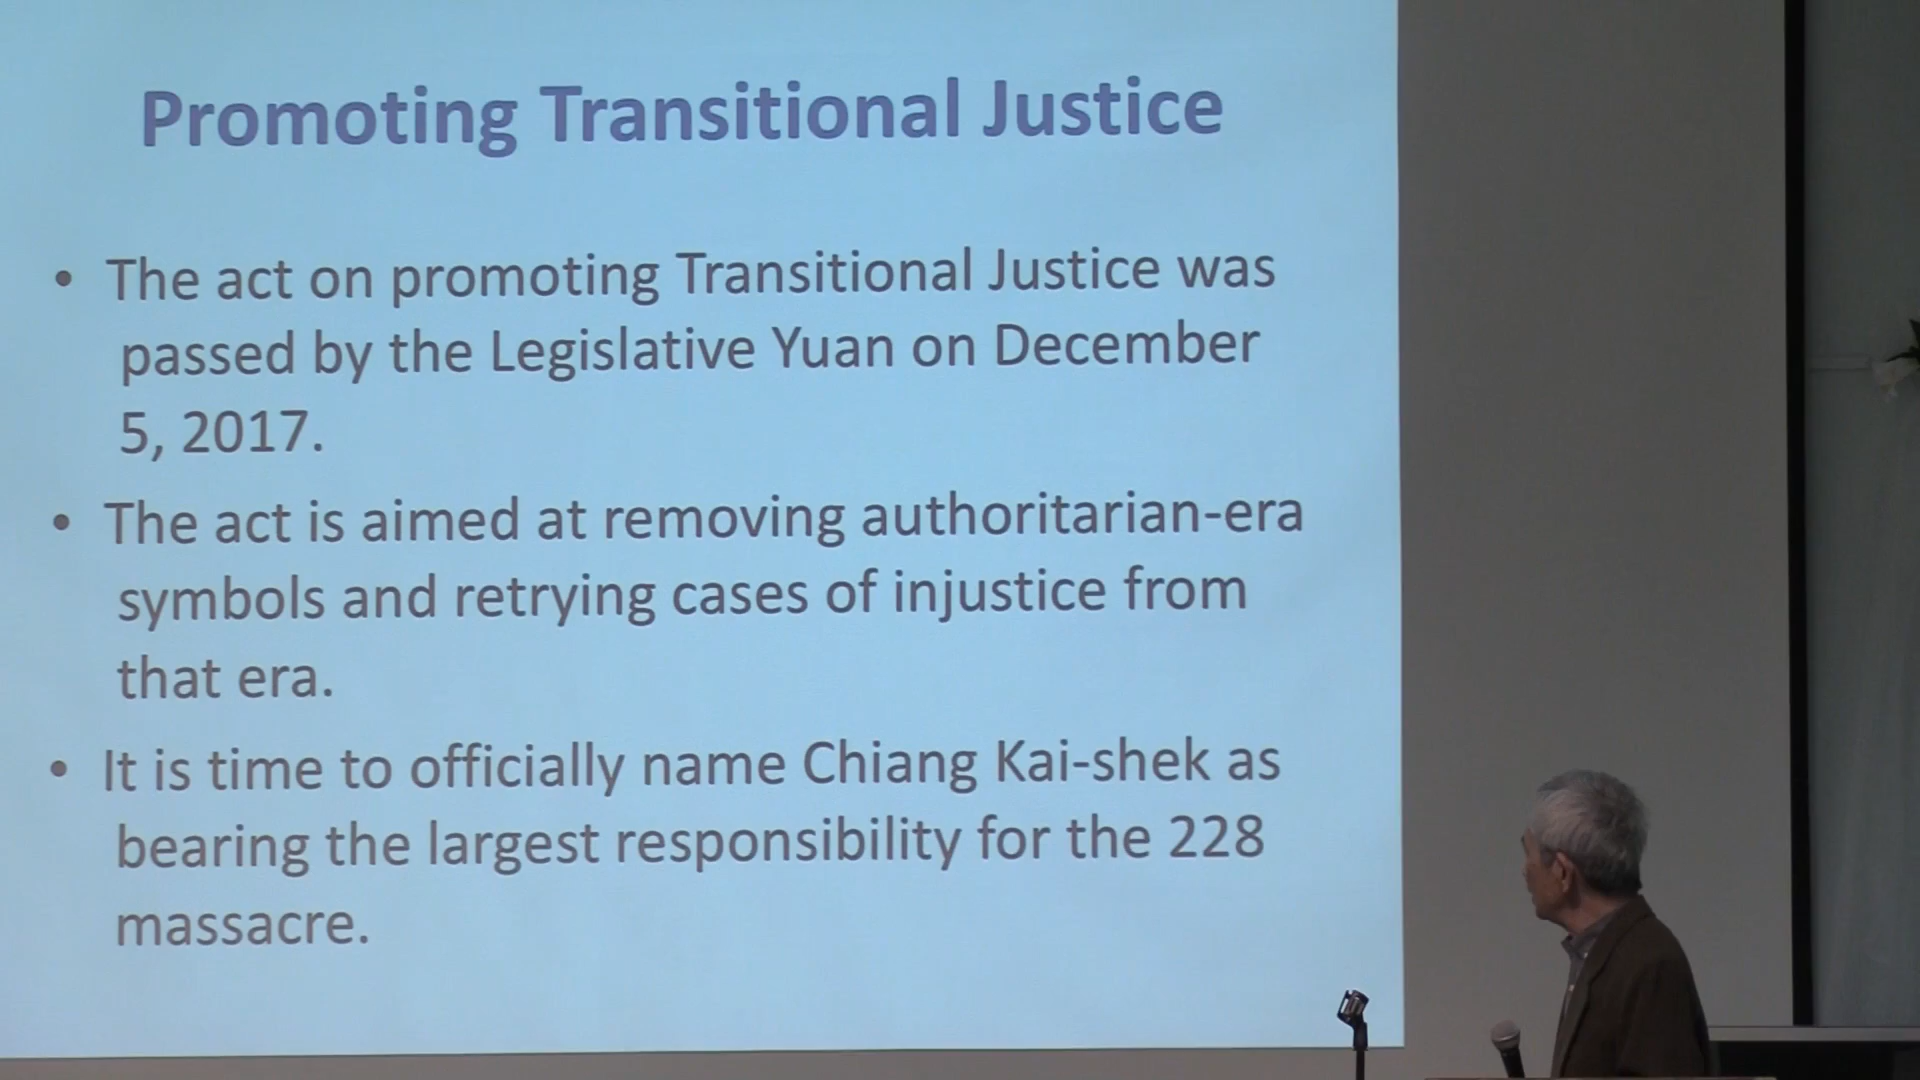 Promoting Transitional Justice
• The act on promoting Transitional Justice was
passed by the Legislative Yuan on December
5, 2017.
• The act is aimed at removing authoritarian-era
symbols and retrying cases of injustice from
that era.
• It is time to officially name Chiang Kai-shek as
bearing the largest responsibility for the 228
massacre.